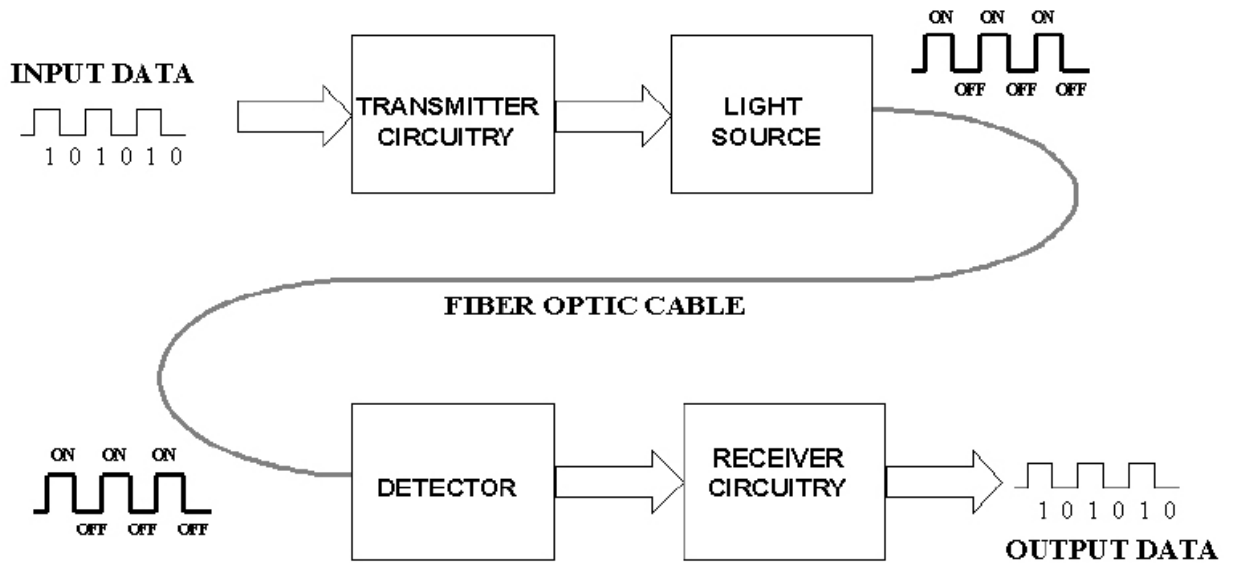 ON ON ON
OFF OFF OFF
INPUT DATA
1 0 1 0 1 0
TRANSMITTER
CIRCUITRY
LIGHT
SOURCE
FIBER OPTIC CABLE
ON ON ON
OFF OFF OFF
DETECTOR
RECEIVER
CIRCUITRY
1 0 1 0 1 0
OUTPUT DATA